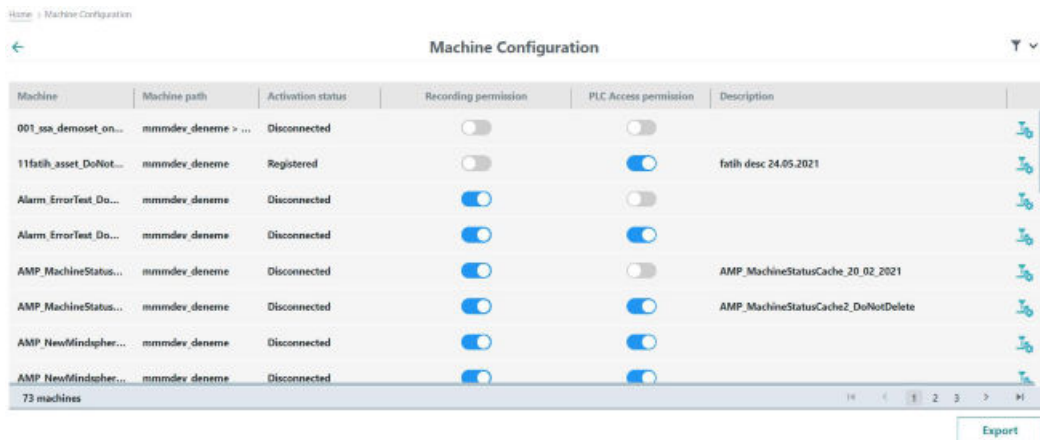 Home > Machine Configuration
Machine Configuration
Machine Machine path Activation status Recording permission PLC Access permission Description
001_ssa_demoset_on... mmmdev_deneme > ... Disconnected
11fatih_asset_DoNot... mmmdev_deneme Registered fatih desc 24.05.2021
Alarm_ErrorTest_Do... mmmdev_deneme Disconnected
Alarm_ErrorTest_Do... mmmdev_deneme Disconnected
AMP_MachineStatus... mmmdev_deneme Disconnected AMP_MachineStatusCache_20_02_2021
AMP_MachineStatus... mmmdev_deneme Disconnected AMP_MachineStatusCache2_DoNotDelete
AMP_NewMindspher... mmmdev_deneme Disconnected
AMP_NewMindspher... mmmdev_deneme Disconnected
73 machines 1 2 3
Export